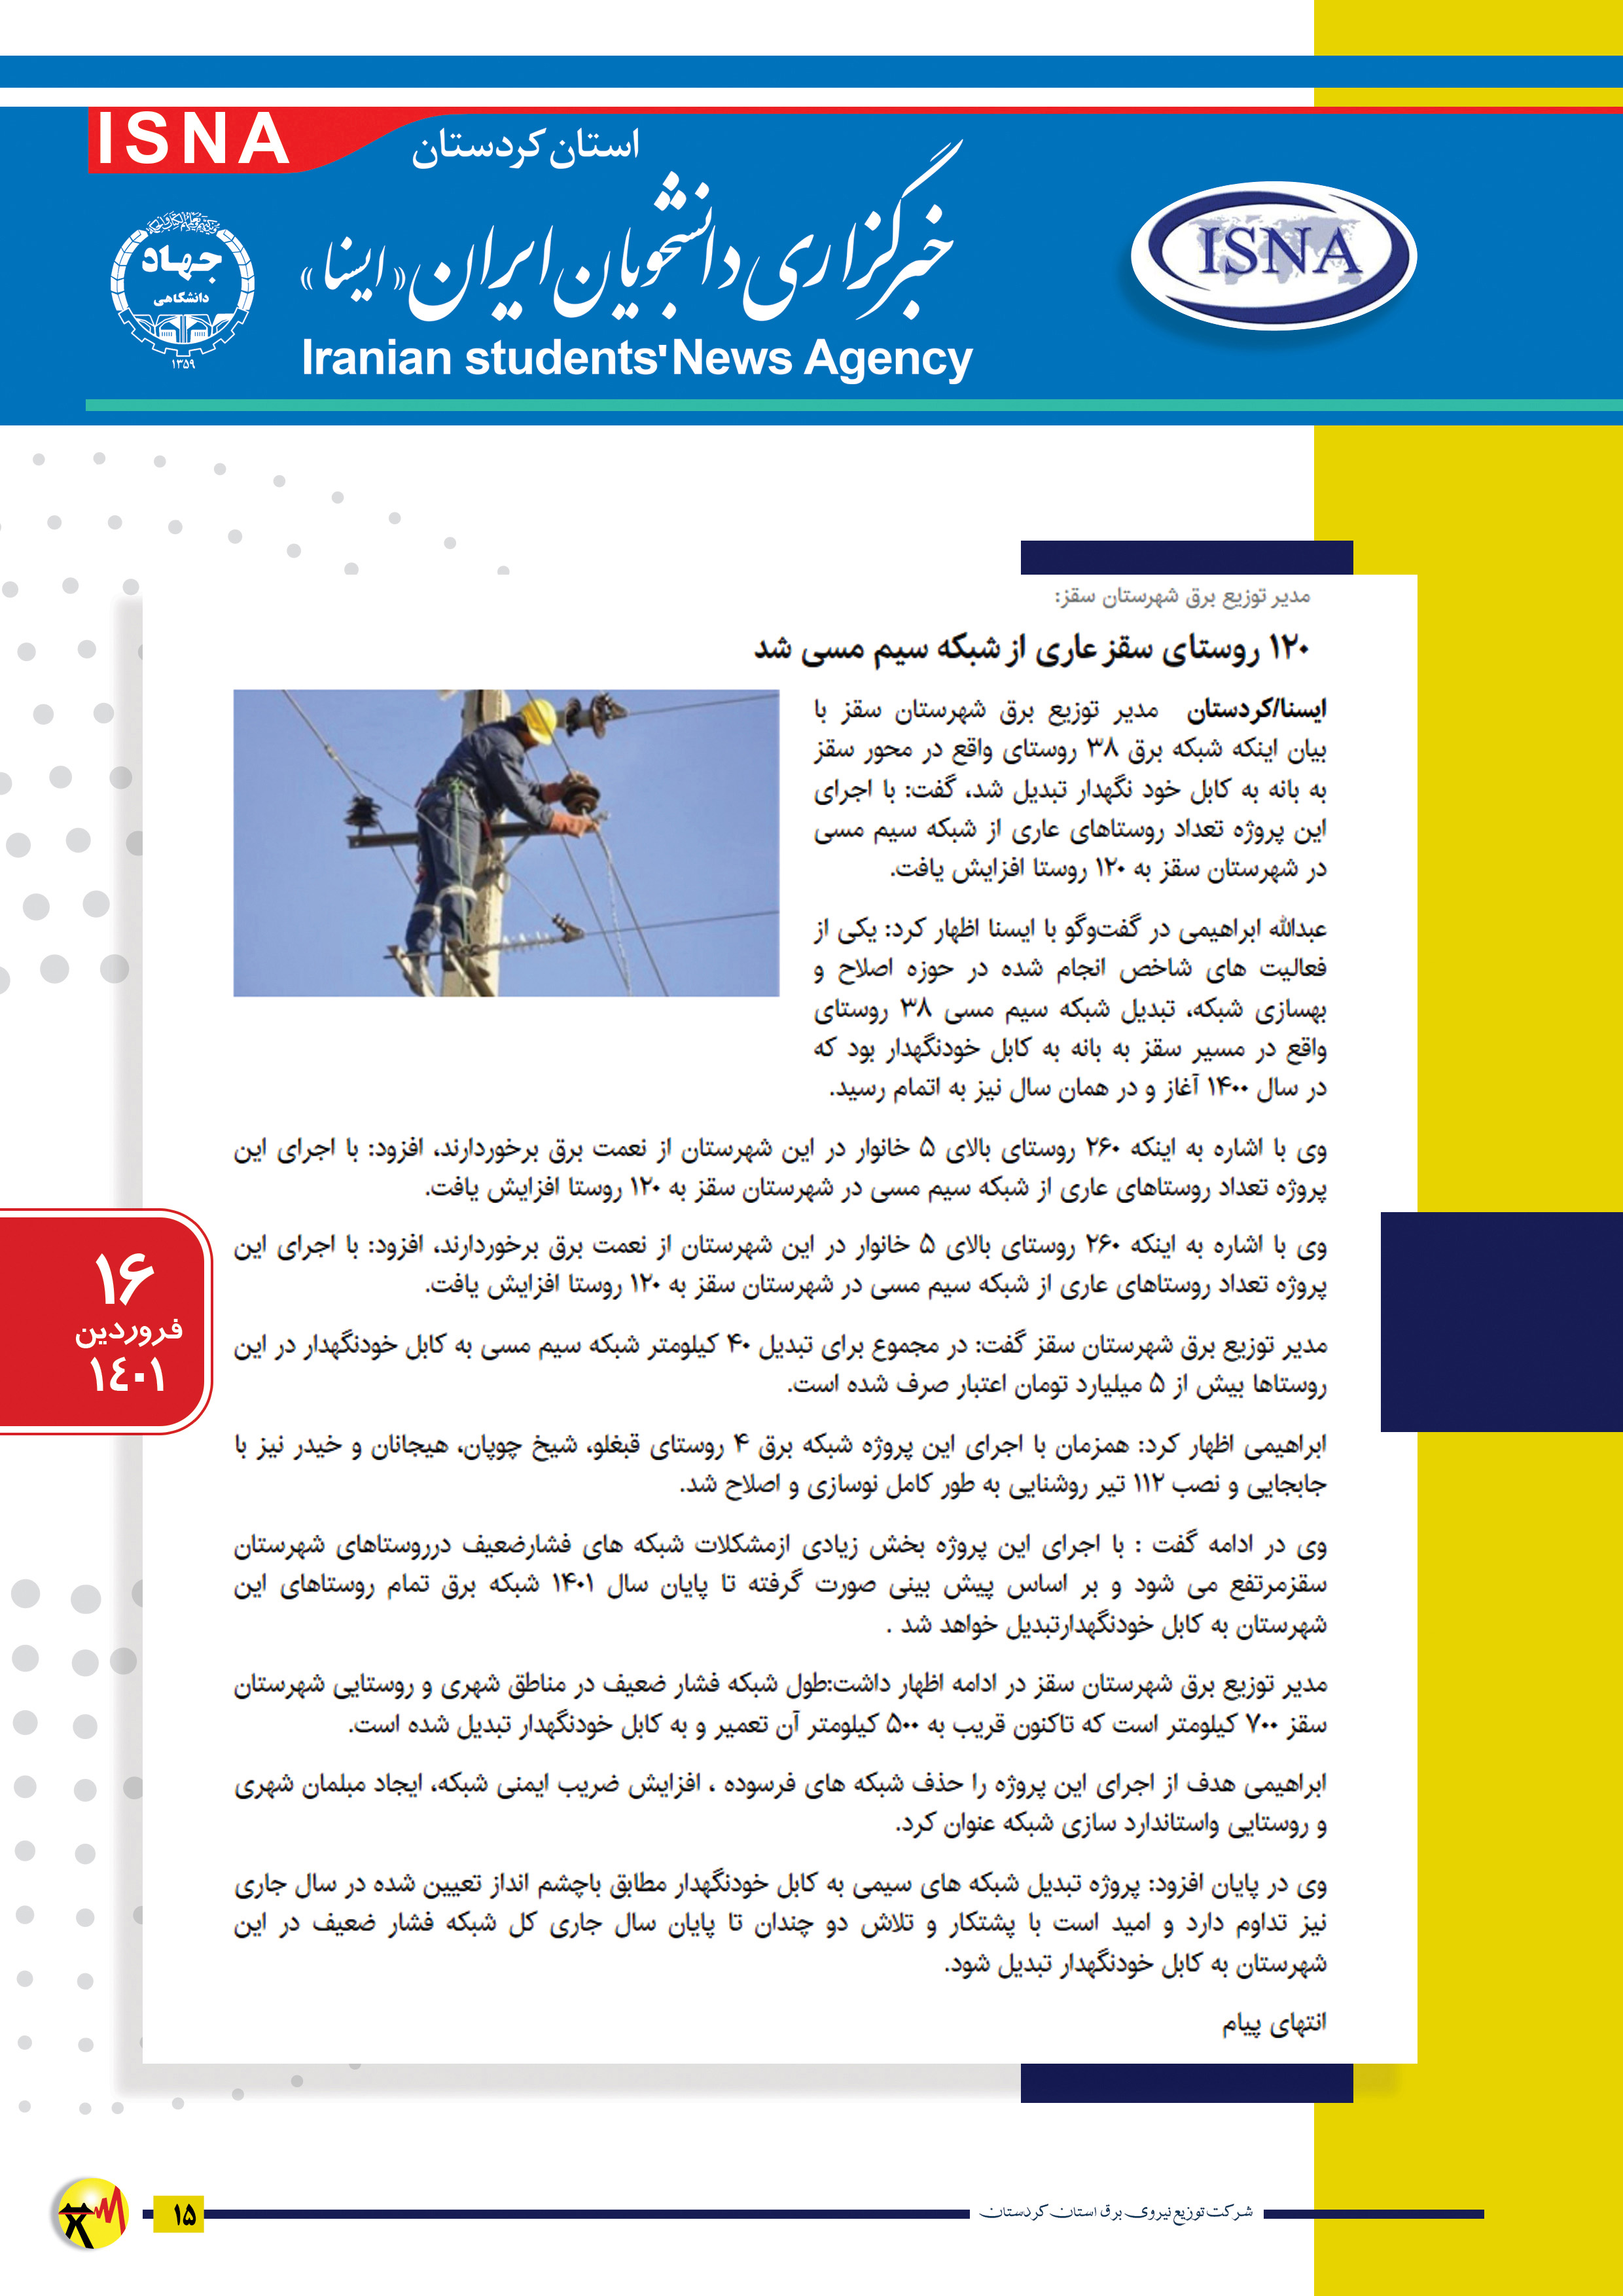 ISNA
استان کردستان
خبرگزاری دانشجویان ایران «ایسنا»
Iranian students' News Agency
ISNA
جهاد
دانشگاهی
۱۳۵۹
مدیر توزیع برق شهرستان سقز:
۱۲۰ روستای سقز عاری از شبکه سیم مسی شد
ایسنا/کردستان مدیر توزیع برق شهرستان سقز با
بیان اینکه شبکه برق ۳۸ روستای واقع در محور سقز
به بانه به کابل خود نگهدار تبدیل شد، گفت: با اجرای
این پروژه تعداد روستاهای عاری از شبکه سیم مسی
در شهرستان سقز به ۱۲۰ روستا افزایش یافت.
عبدالله ابراهیمی در گفت‌وگو با ایسنا اظهار کرد: یکی از
فعالیت های شاخص انجام شده در حوزه اصلاح و
بهسازی شبکه، تبدیل شبکه سیم مسی ۳۸ روستای
واقع در مسیر سقز به بانه به کابل خودنگهدار بود که
در سال ۱۴۰۰ آغاز و در همان سال نیز به اتمام رسید.
وی با اشاره به اینکه ۲۶۰ روستای بالای ۵ خانوار در این شهرستان از نعمت برق برخوردارند، افزود: با اجرای این
پروژه تعداد روستاهای عاری از شبکه سیم مسی در شهرستان سقز به ۱۲۰ روستا افزایش یافت.
وی با اشاره به اینکه ۲۶۰ روستای بالای ۵ خانوار در این شهرستان از نعمت برق برخوردارند، افزود: با اجرای این
پروژه تعداد روستاهای عاری از شبکه سیم مسی در شهرستان سقز به ۱۲۰ روستا افزایش یافت.
مدیر توزیع برق شهرستان سقز گفت: در مجموع برای تبدیل ۴۰ کیلومتر شبکه سیم مسی به کابل خودنگهدار در این
روستاها بیش از ۵ میلیارد تومان اعتبار صرف شده است.
ابراهیمی اظهار کرد: همزمان با اجرای این پروژه شبکه برق ۴ روستای قبغلو، شیخ چوپان، هیجانان و خیدر نیز با
جابجایی و نصب ۱۱۲ تیر روشنایی به طور کامل نوسازی و اصلاح شد.
وی در ادامه گفت : با اجرای این پروژه بخش زیادی ازمشکلات شبکه های فشارضعیف درروستاهای شهرستان
سقزمرتفع می شود و بر اساس پیش بینی صورت گرفته تا پایان سال ۱۴۰۱ شبکه برق تمام روستاهای این
شهرستان به کابل خودنگهدارتبدیل خواهد شد .
مدیر توزیع برق شهرستان سقز در ادامه اظهار داشت:طول شبکه فشار ضعیف در مناطق شهری و روستایی شهرستان
سقز ۷۰۰ کیلومتر است که تاکنون قریب به ۵۰۰ کیلومتر آن تعمیر و به کابل خودنگهدار تبدیل شده است.
ابراهیمی هدف از اجرای این پروژه را حذف شبکه های فرسوده ، افزایش ضریب ایمنی شبکه، ایجاد مبلمان شهری
و روستایی واستاندارد سازی شبکه عنوان کرد.
وی در پایان افزود: پروژه تبدیل شبکه های سیمی به کابل خودنگهدار مطابق باچشم انداز تعیین شده در سال جاری
نیز تداوم دارد و امید است با پشتکار و تلاش دو چندان تا پایان سال جاری کل شبکه فشار ضعیف در این
شهرستان به کابل خودنگهدار تبدیل شود.
انتهای پیام
۱۶
فروردین
۱٤۰۱
شرکت توزیع نیروی برق استان کردستان
۱۵